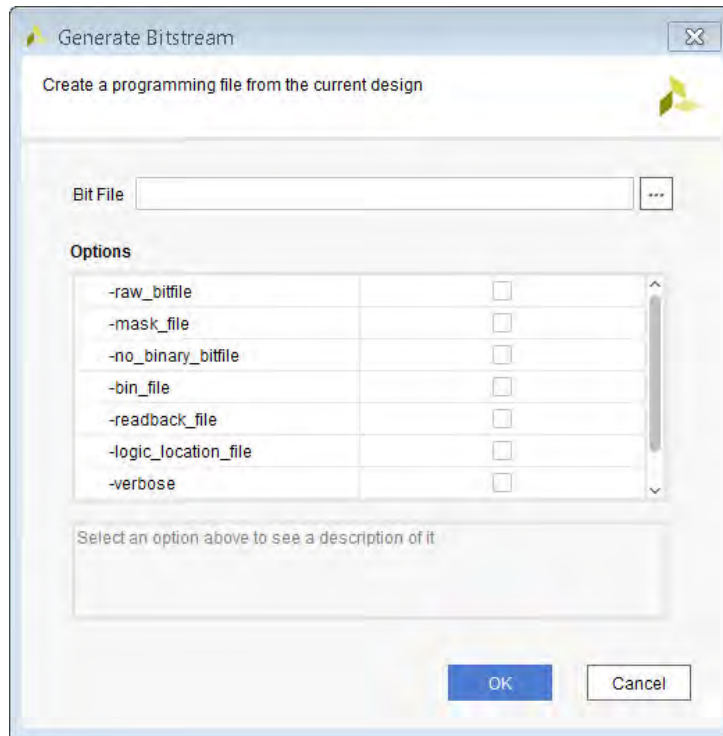 Generate Bitstream
Create a programming file from the current design
Bit File
...
Options
-raw_bitfile
-mask_file
-no_binary_bitfile
-bin_file
-readback_file
-logic_location_file
-verbose
Select an option above to see a description of it
OK Cancel